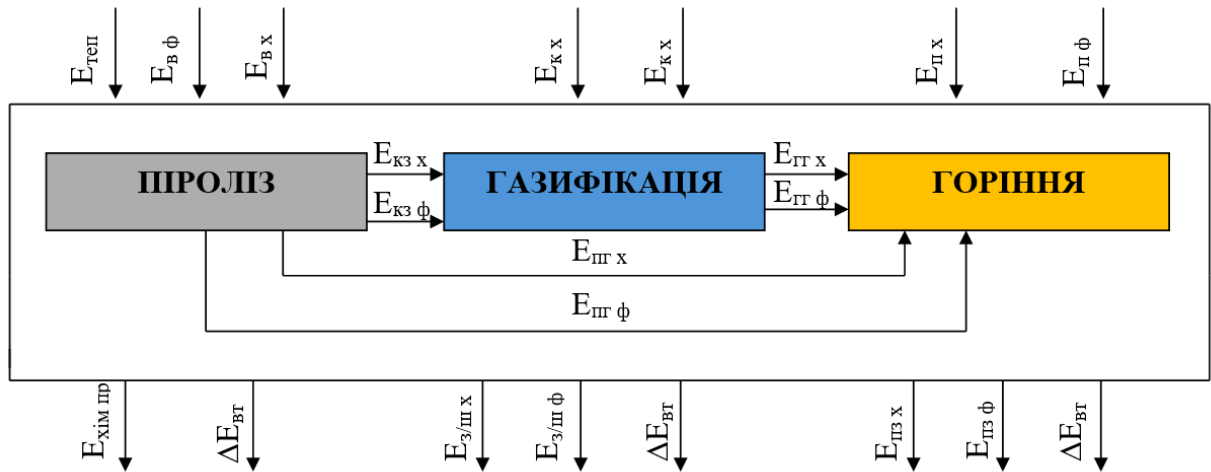 Eтеп
Eв ф
Eв х
Eк х
Eк х
Eп х
Eп ф
ПІРОЛІЗ
Eкз х
Eкз ф
ГАЗИФІКАЦІЯ
Eгг х
Eгг ф
ГОРІННЯ
Eпг х
Eпг ф
Eхім пр
ΔEвт
Eз/ш х
Eз/ш ф
ΔEвт
Eпз х
Eпз ф
ΔEвт